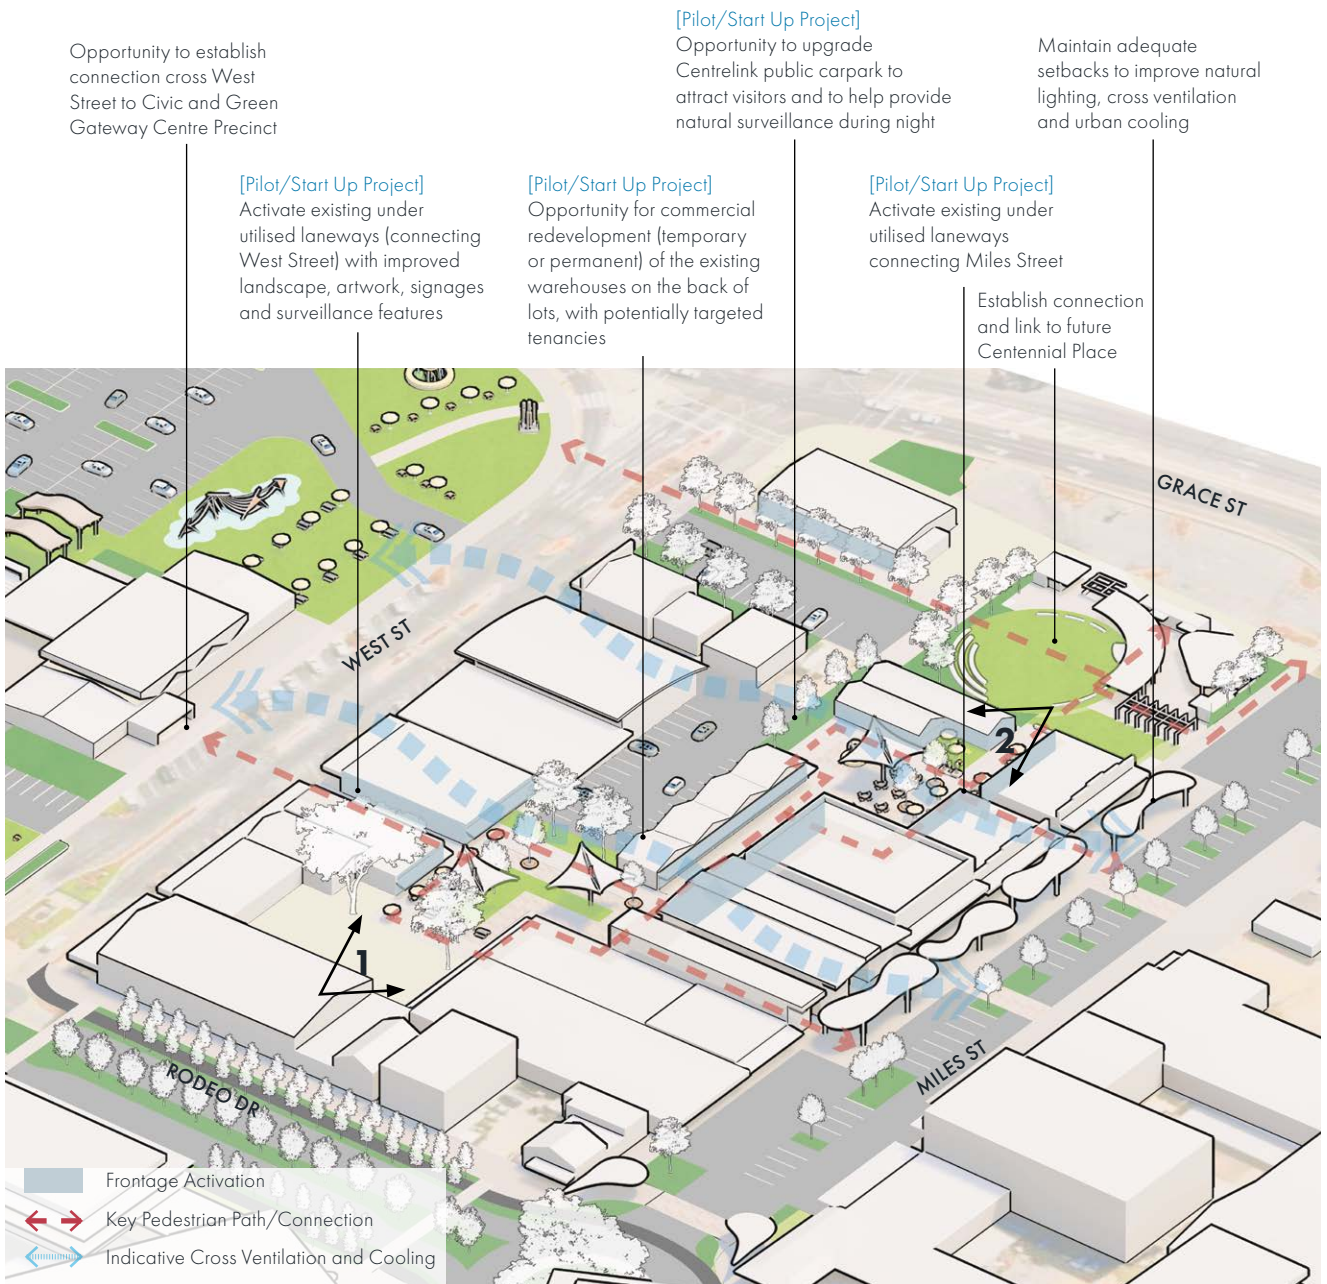 [Pilot/Start Up Project]
Opportunity to upgrade
Centrelink public carpark to
attract visitors and to help provide
natural surveillance during night
Opportunity to establish
connection cross West
Street to Civic and Green
Gateway Centre Precinct
Maintain adequate
setbacks to improve natural
lighting, cross ventilation
and urban cooling
[Pilot/Start Up Project]
Activate existing under
utilised laneways (connecting
West Street) with improved
landscape, artwork, signages
and surveillance features
[Pilot/Start Up Project]
Opportunity for commercial
redevelopment (temporary
or permanent) of the existing
warehouses on the back of
lots, with potentially targeted
tenancies
[Pilot/Start Up Project]
Activate existing under
utilised laneways
connecting Miles Street
Establish connection
and link to future
Centennial Place
GRACE ST
WEST ST
2
1
MILES ST
RODEO DR
Frontage Activation
Key Pedestrian Path/Connection
Indicative Cross Ventilation and Cooling